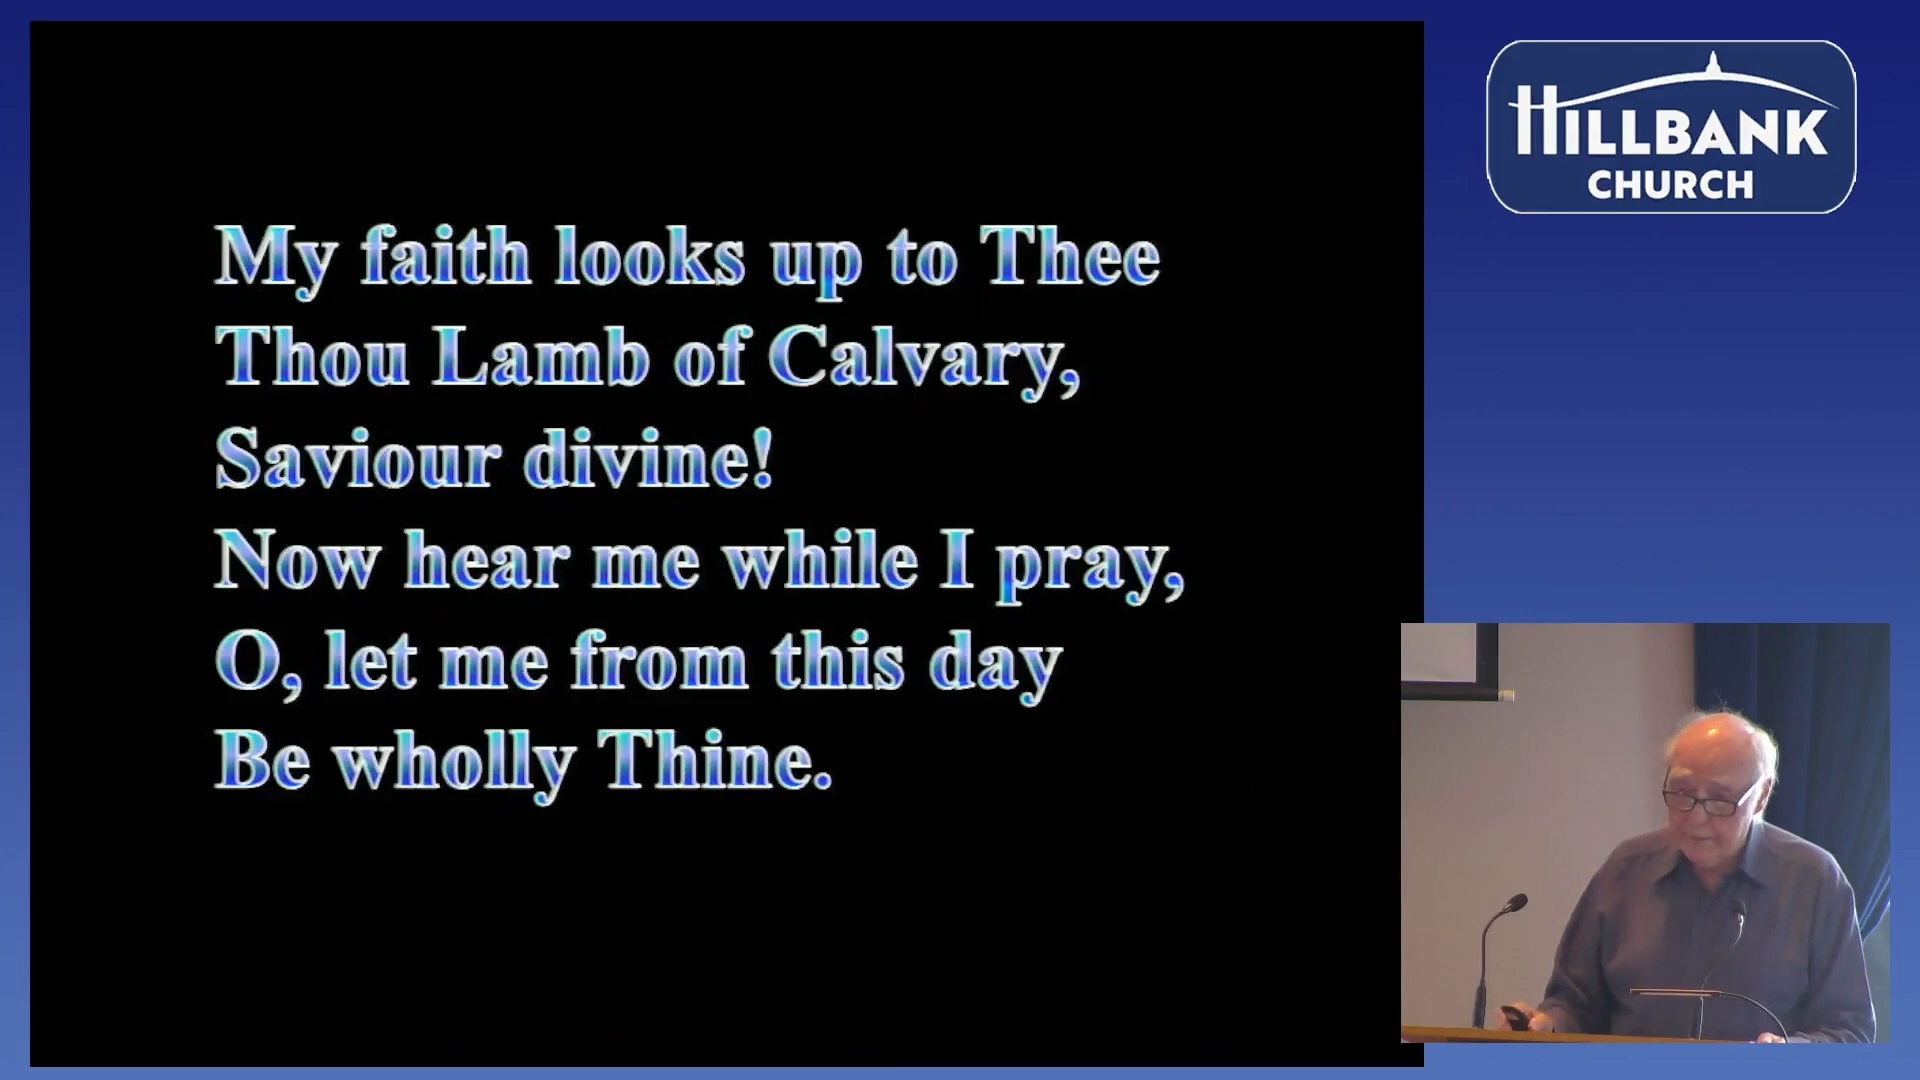 My faith looks up to Thee
Thou Lamb of Calvary,
Saviour divine!
Now hear me while I pray,
O, let me from this day
Be wholly Thine.
HILLBANK
CHURCH